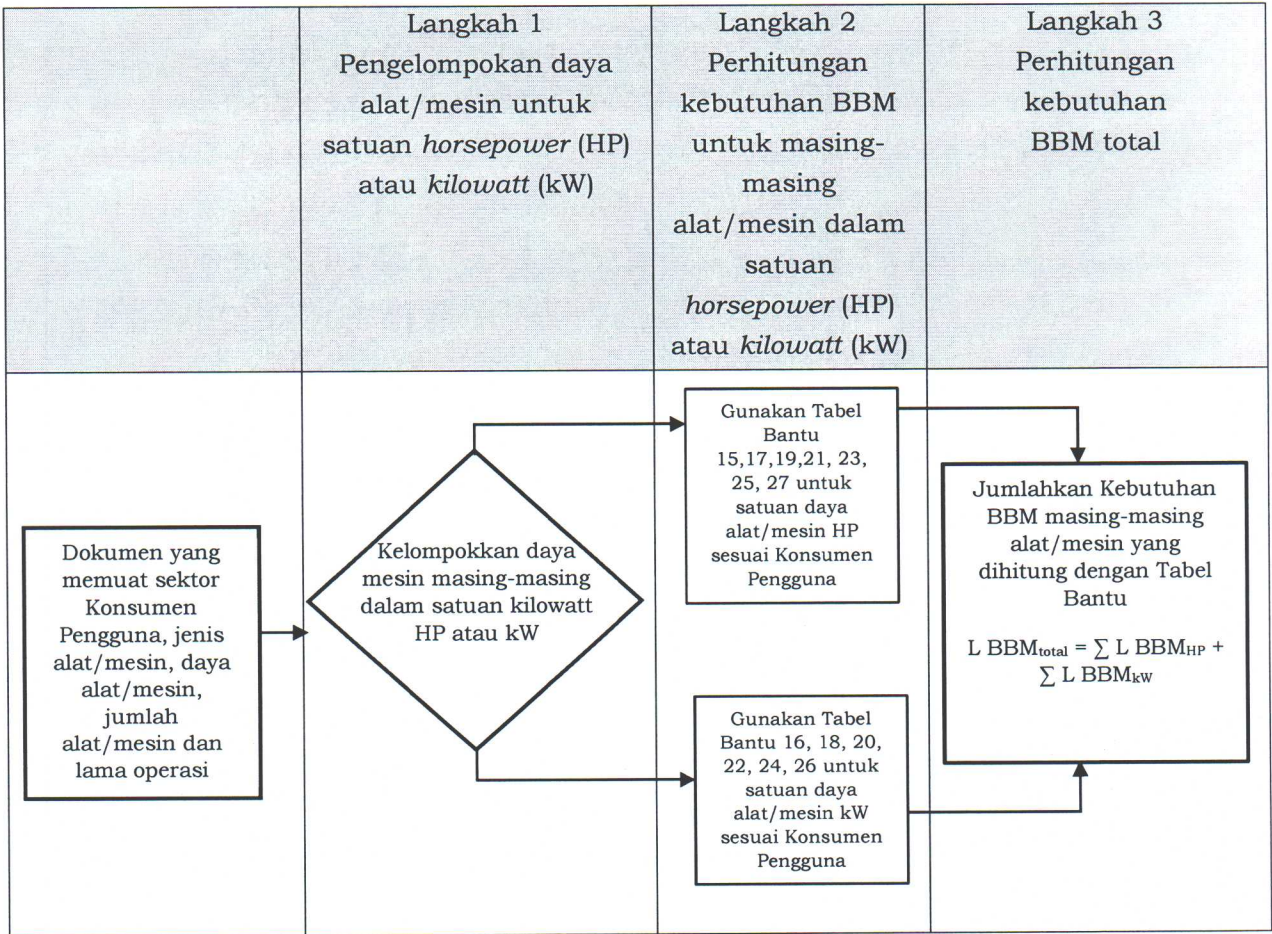 Langkah 1
Pengelompokan daya
alat/mesin untuk
satuan horsepower (HP)
atau kilowatt (kW)
Langkah 2
Perhitungan
kebutuhan BBM
untuk masing-
masing
alat/mesin dalam
satuan
horsepower (HP)
atau kilowatt (kW)
Langkah 3
Perhitungan
kebutuhan
BBM total
Dokumen yang
memuat sektor
Konsumen
Pengguna, jenis
alat/mesin, daya
alat/mesin,
jumlah
alat/mesin dan
lama operasi
Kelompokkan daya
mesin masing-masing
dalam satuan kilowatt
HP atau kW
Gunakan Tabel
Bantu
15,17,19,21, 23,
25, 27 untuk
satuan daya
alat/mesin HP
sesuai Konsumen
Pengguna
Gunakan Tabel
Bantu 16, 18, 20,
22, 24, 26 untuk
satuan daya
alat/mesin kW
sesuai Konsumen
Pengguna
Jumlahkan Kebutuhan
BBM masing-masing
alat/mesin yang
dihitung dengan Tabel
Bantu
L BBMtotal = ∑ L BBMHP +
∑ L BBMkW